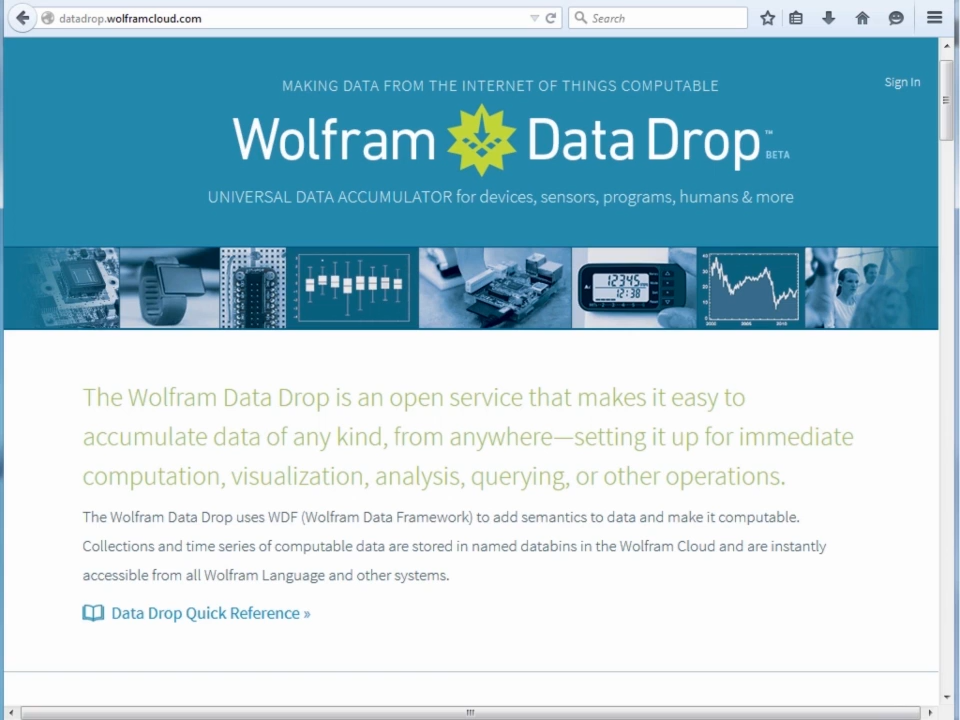 datadrop.wolframcloud.com
Search
Sign In
MAKING DATA FROM THE INTERNET OF THINGS COMPUTABLE
Wolfram Data Drop™ BETA
UNIVERSAL DATA ACCUMULATOR for devices, sensors, programs, humans & more
12345
12:38
The Wolfram Data Drop is an open service that makes it easy to
accumulate data of any kind, from anywhere—setting it up for immediate
computation, visualization, analysis, querying, or other operations.
The Wolfram Data Drop uses WDF (Wolfram Data Framework) to add semantics to data and make it computable.
Collections and time series of computable data are stored in named databins in the Wolfram Cloud and are instantly
accessible from all Wolfram Language and other systems.
Data Drop Quick Reference »